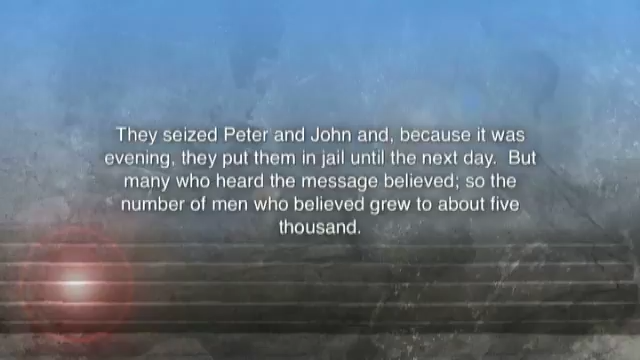 They seized Peter and John and, because it was
evening, they put them in jail until the next day.  But
many who heard the message believed; so the
number of men who believed grew to about five
thousand.